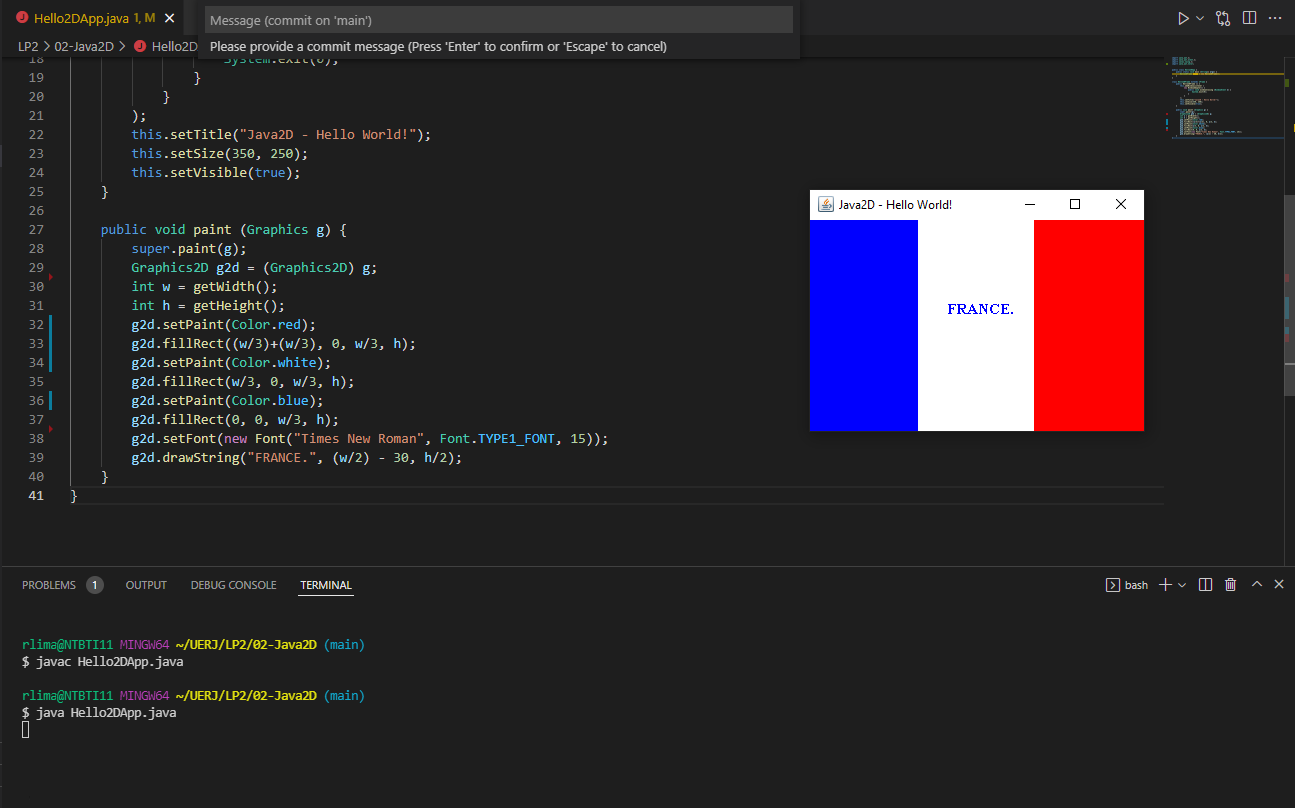 Hello2DApp.java 1, M
Message (commit on 'main')
LP2 > 02-Java2D > Hello2D
Please provide a commit message (Press 'Enter' to confirm or 'Escape' to cancel)
18 System.exit(0);
19 }
20 }
21 );
22 this.setTitle("Java2D - Hello World!");
23 this.setSize(350, 250);
24 this.setVisible(true);
25 }
26
27 public void paint (Graphics g) {
28 super.paint(g);
29 Graphics2D g2d = (Graphics2D) g;
30 int w = getWidth();
31 int h = getHeight();
32 g2d.setPaint(Color.red);
33 g2d.fillRect((w/3)+(w/3), 0, w/3, h);
34 g2d.setPaint(Color.white);
35 g2d.fillRect(w/3, 0, w/3, h);
36 g2d.setPaint(Color.blue);
37 g2d.fillRect(0, 0, w/3, h);
38 g2d.setFont(new Font("Times New Roman", Font.TYPE1_FONT, 15));
39 g2d.drawString("FRANCE.", (w/2) - 30, h/2);
40 }
41 }
Java2D - Hello World!
FRANCE.
PROBLEMS 1 OUTPUT DEBUG CONSOLE TERMINAL
bash
rlima@NTBTI11 MINGW64 ~/UERJ/LP2/02-Java2D (main)
$ javac Hello2DApp.java
rlima@NTBTI11 MINGW64 ~/UERJ/LP2/02-Java2D (main)
$ java Hello2DApp.java